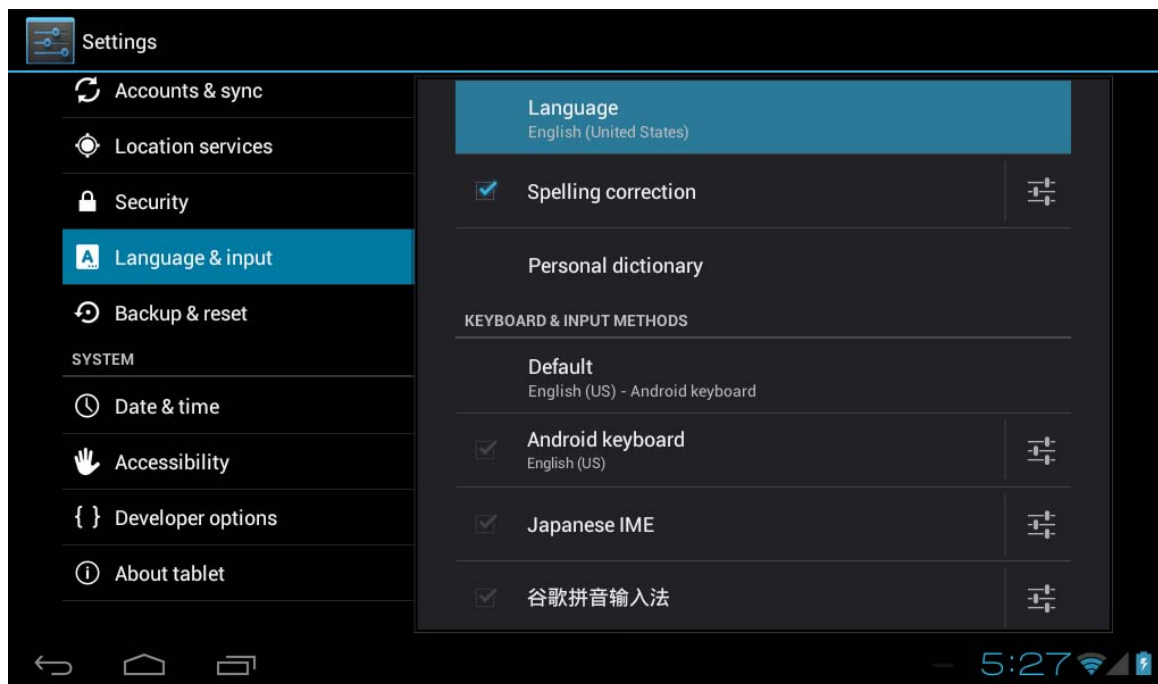 Settings
Accounts & sync
Location services
Security
Language & input
Backup & reset
SYSTEM
Date & time
Accessibility
{ } Developer options
About tablet
Language
English (United States)
Spelling correction
Personal dictionary
KEYBOARD & INPUT METHODS
Default
English (US) - Android keyboard
Android keyboard
English (US)
Japanese IME
谷歌拼音输入法
5:27